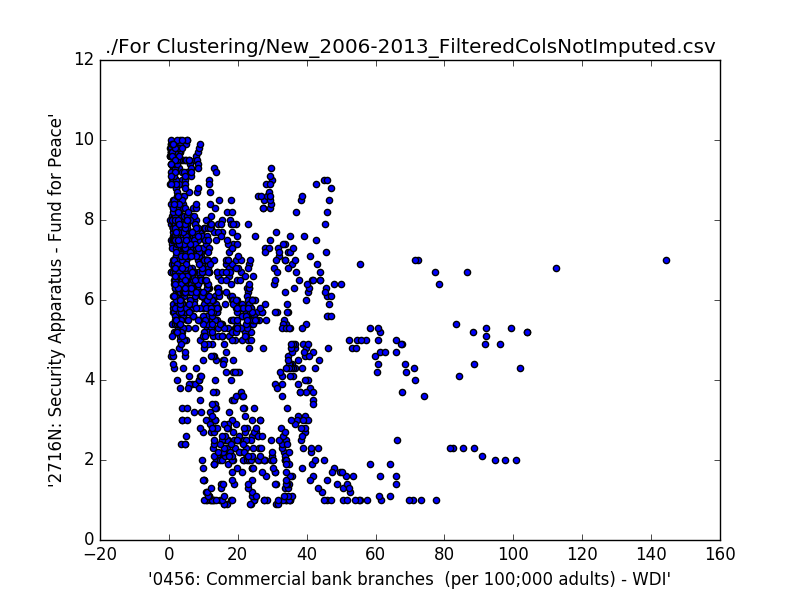 ./For Clustering/New_2006-2013_FilteredColsNotImputed.csv
12
10
8
6
4
2
0
'2716N: Security Apparatus - Fund for Peace'
−20 0 20 40 60 80 100 120 140 160
'0456: Commercial bank branches  (per 100;000 adults) - WDI'